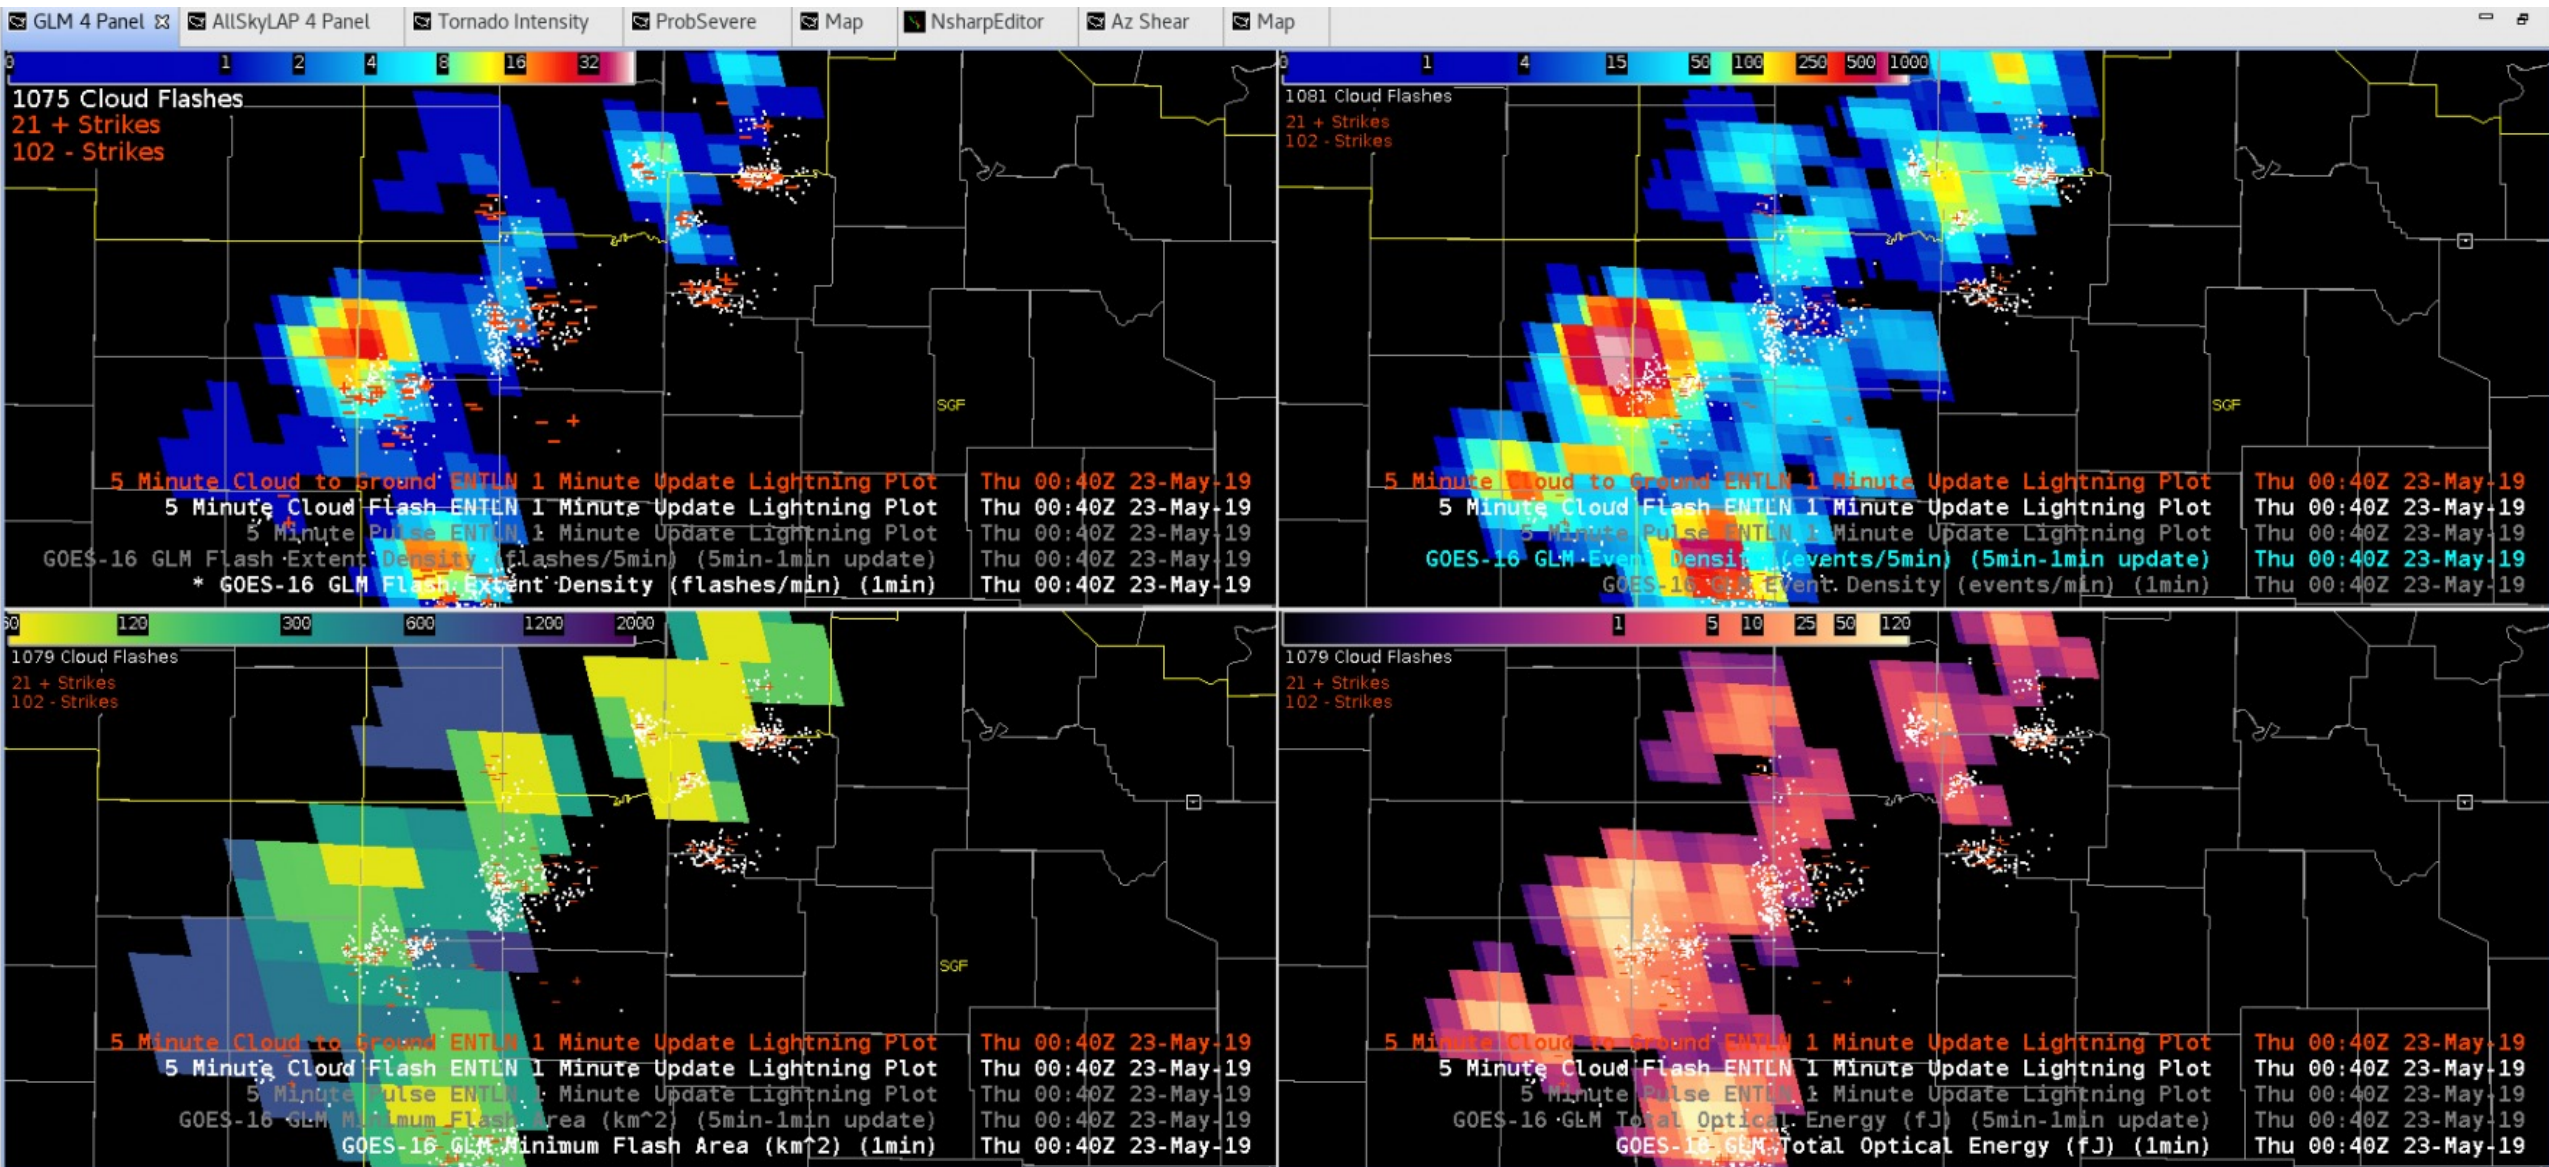 GLM 4 Panel AllSkyLAP 4 Panel Tornado Intensity ProbSevere Map NsharpEditor Az Shear Map
0 1 2 4 8 16 32
1075 Cloud Flashes
21 + Strikes
102 - Strikes
SGF
5 Minute Cloud to Ground ENTLN 1 Minute Update Lightning Plot Thu 00:40Z 23-May-19
5 Minute Cloud Flash ENTLN 1 Minute Update Lightning Plot Thu 00:40Z 23-May-19
5 Minute Pulse ENTLN 1 Minute Update Lightning Plot Thu 00:40Z 23-May-19
GOES-16 GLM Flash Extent Density (flashes/5min) (5min-1min update) Thu 00:40Z 23-May-19
* GOES-16 GLM Flash Extent Density (flashes/min) (1min) Thu 00:40Z 23-May-19
0 1 4 15 50 100 250 500 1000
1081 Cloud Flashes
21 + Strikes
102 - Strikes
SGF
5 Minute Cloud to Ground ENTLN 1 Minute Update Lightning Plot Thu 00:40Z 23-May-19
5 Minute Cloud Flash ENTLN 1 Minute Update Lightning Plot Thu 00:40Z 23-May-19
5 Minute Pulse ENTLN 1 Minute Update Lightning Plot Thu 00:40Z 23-May-19
GOES-16 GLM Event Density (events/5min) (5min-1min update) Thu 00:40Z 23-May-19
GOES-16 GLM Event Density (events/min) (1min) Thu 00:40Z 23-May-19
60 120 300 600 1200 2000
1079 Cloud Flashes
21 + Strikes
102 - Strikes
SGF
5 Minute Cloud to Ground ENTLN 1 Minute Update Lightning Plot Thu 00:40Z 23-May-19
5 Minute Cloud Flash ENTLN 1 Minute Update Lightning Plot Thu 00:40Z 23-May-19
5 Minute Pulse ENTLN 1 Minute Update Lightning Plot Thu 00:40Z 23-May-19
GOES-16 GLM Minimum Flash Area (km^2) (5min-1min update) Thu 00:40Z 23-May-19
GOES-16 GLM Minimum Flash Area (km^2) (1min) Thu 00:40Z 23-May-19
1 5 10 25 50 120
1079 Cloud Flashes
21 + Strikes
102 - Strikes
5 Minute Cloud to Ground ENTLN 1 Minute Update Lightning Plot Thu 00:40Z 23-May-19
5 Minute Cloud Flash ENTLN 1 Minute Update Lightning Plot Thu 00:40Z 23-May-19
5 Minute Pulse ENTLN 1 Minute Update Lightning Plot Thu 00:40Z 23-May-19
GOES-16 GLM Total Optical Energy (fJ) (5min-1min update) Thu 00:40Z 23-May-19
GOES-16 GLM Total Optical Energy (fJ) (1min) Thu 00:40Z 23-May-19